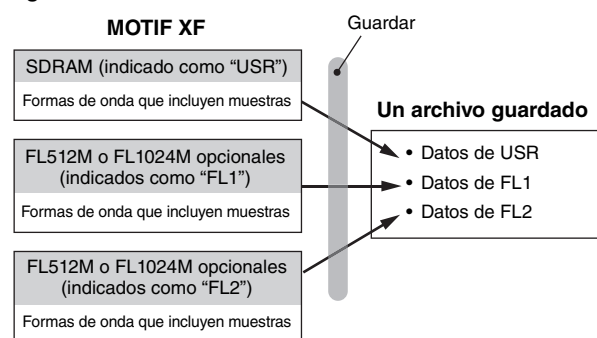 MOTIF XF
Guardar
SDRAM (indicado como “USR”)
Formas de onda que incluyen muestras
FL512M o FL1024M opcionales
(indicados como “FL1”)
Formas de onda que incluyen muestras
FL512M o FL1024M opcionales
(indicados como “FL2”)
Formas de onda que incluyen muestras
Un archivo guardado
• Datos de USR
• Datos de FL1
• Datos de FL2